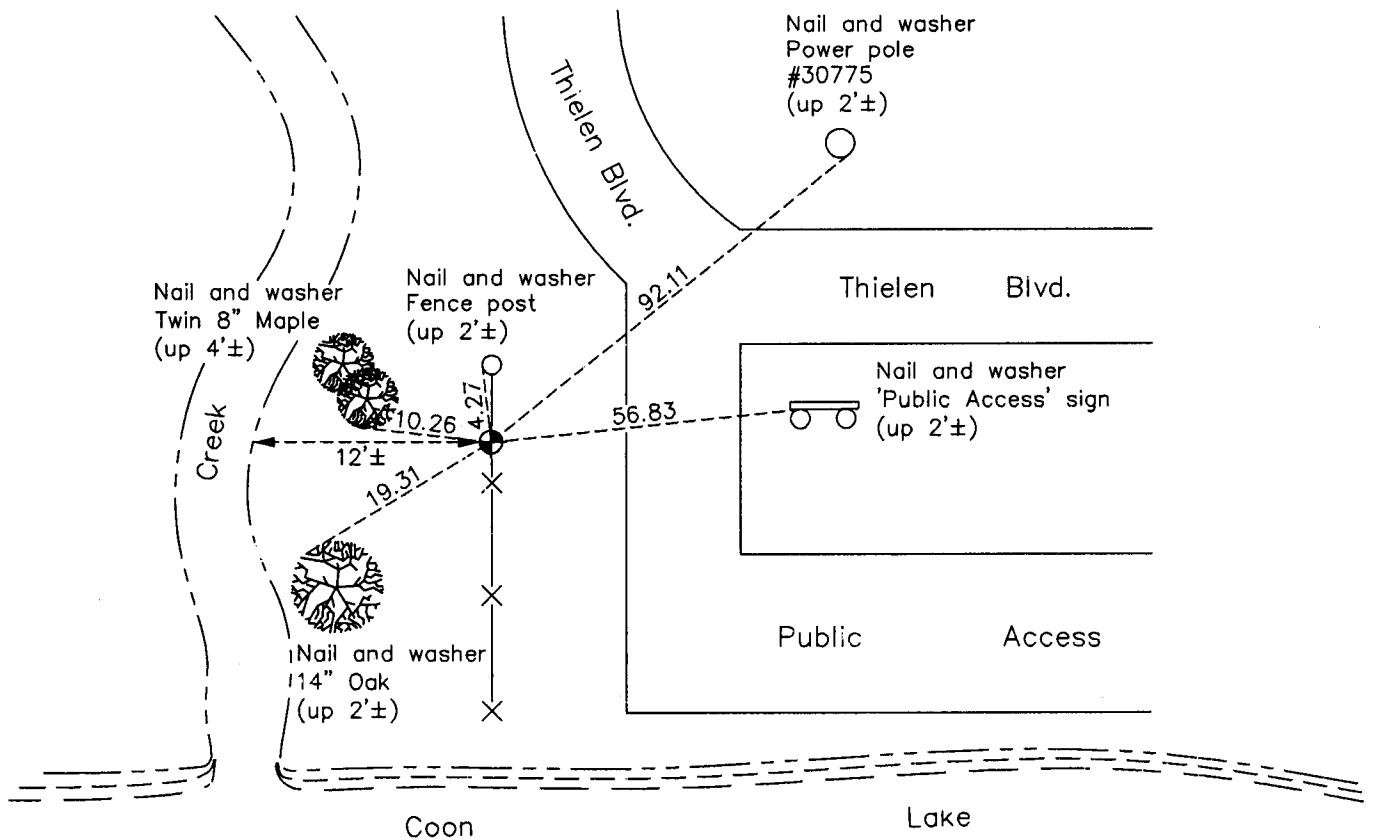 Nail and washer
Power pole
#30775
(up 2'±)
Thielen Blvd.
92.11
Thielen Blvd.
Nail and washer
Fence post
(up 2'±)
Nail and washer
Twin 8" Maple
(up 4'±)
Nail and washer
'Public Access' sign
(up 2'±)
56.83
4.27
10.26
12'±
Creek
19.31
Nail and washer
14" Oak
(up 2'±)
Public Access
Coon Lake